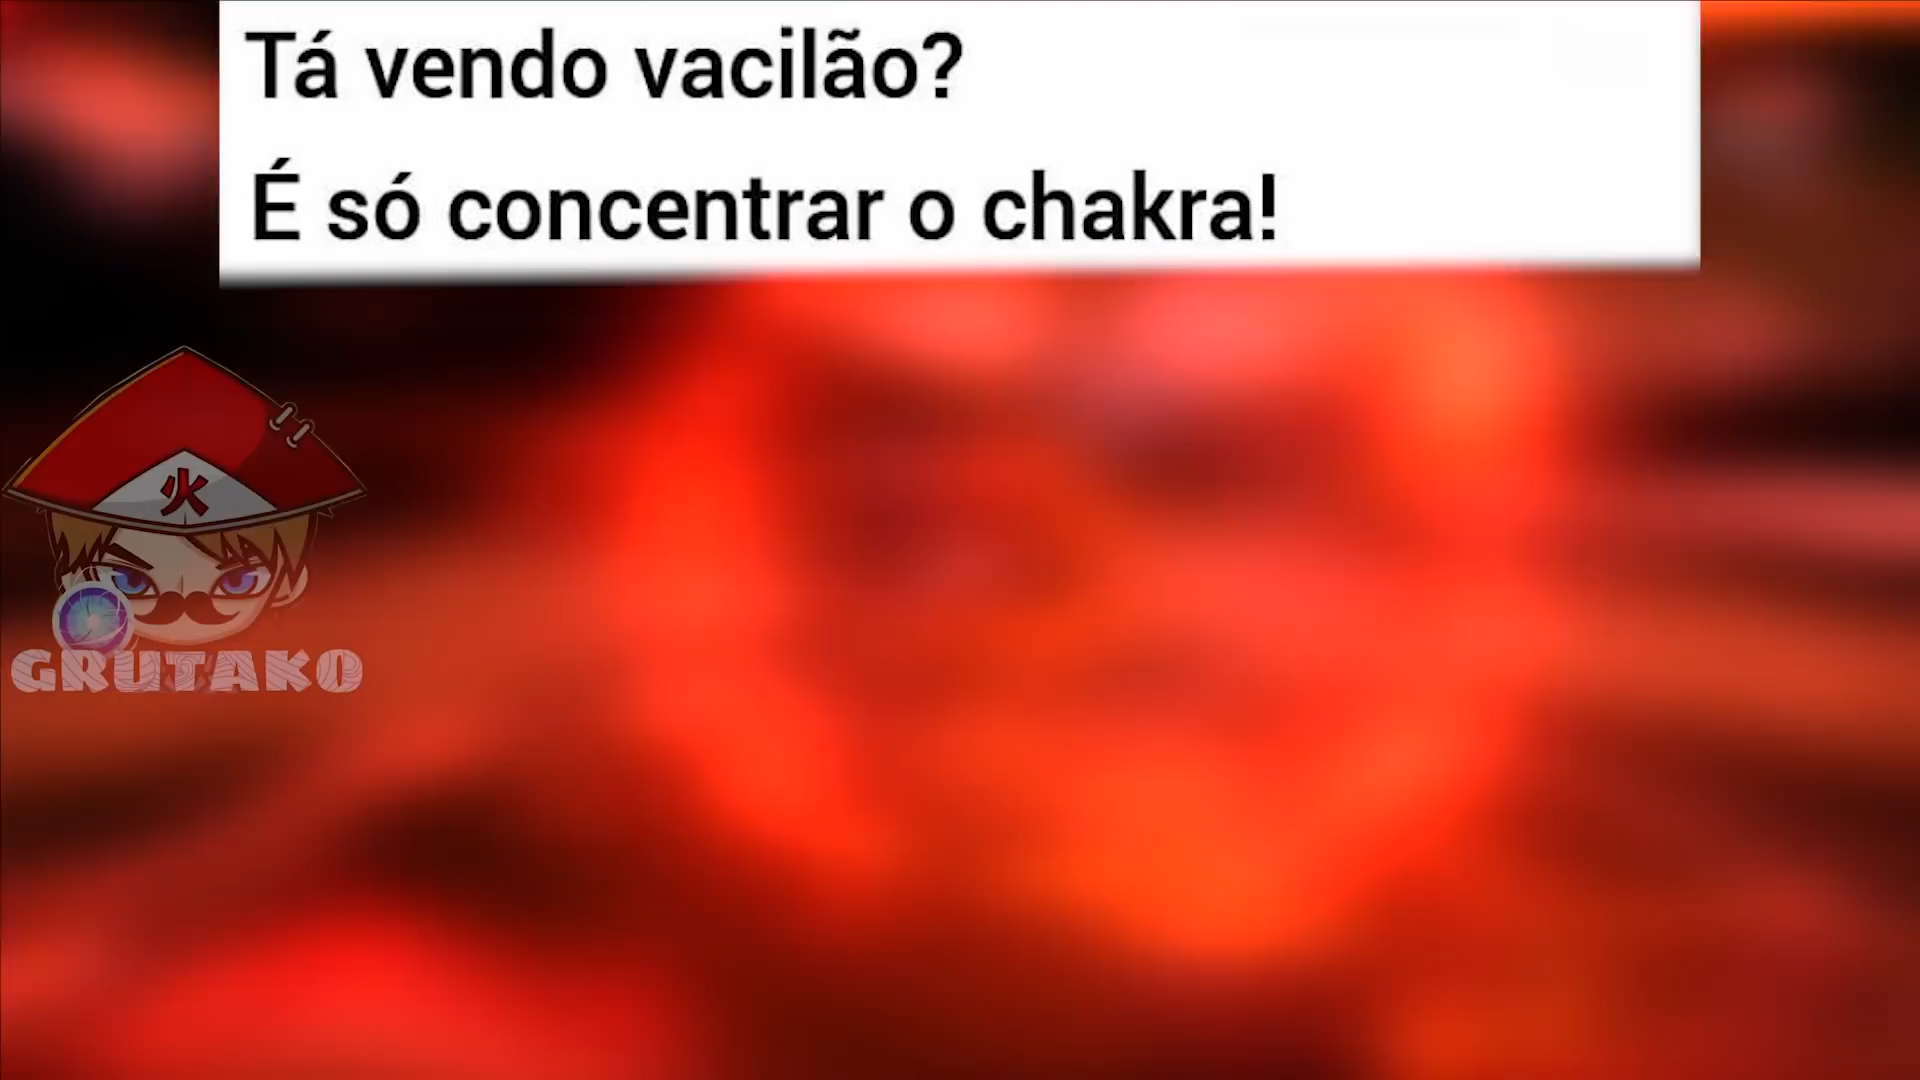 Tá vendo vacilão?
É só concentrar o chakra!
火
GRUTAKO